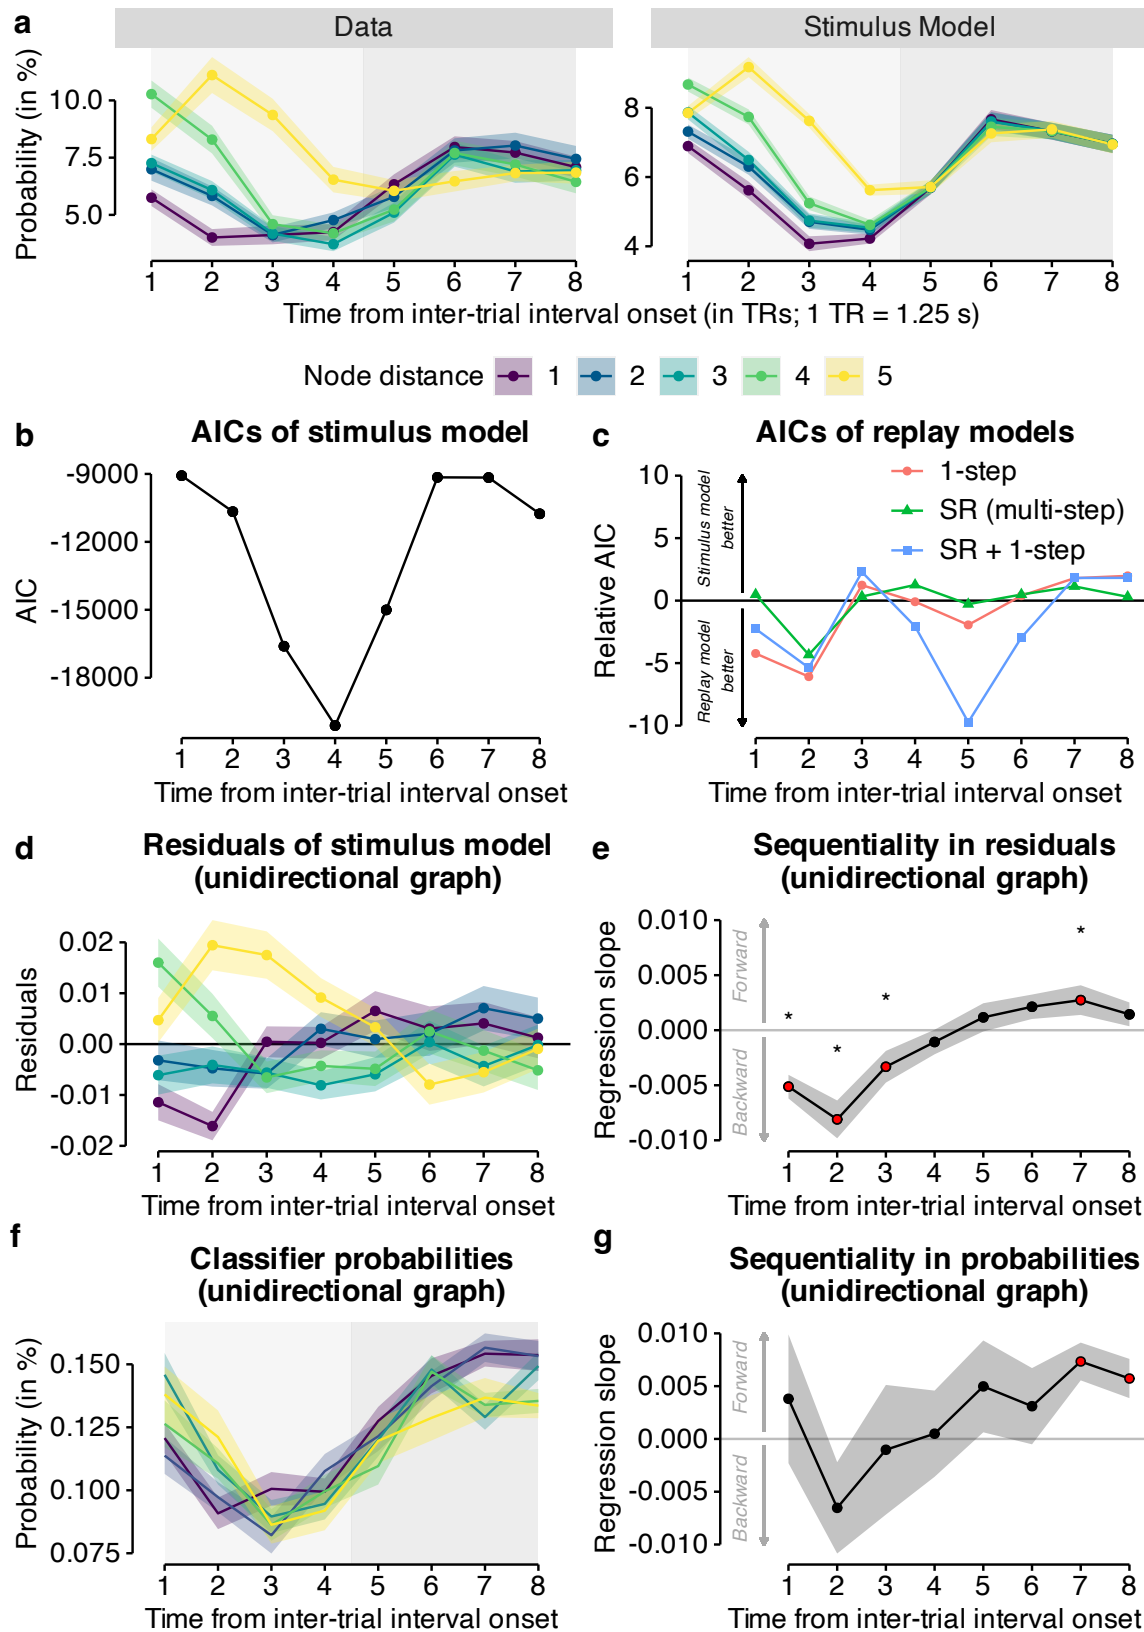 a
Data
Stimulus Model
Probability (in %)
10.0
7.5
5.0
8
6
4
1 2 3 4 5 6 7 8
1 2 3 4 5 6 7 8
Time from inter-trial interval onset (in TRs; 1 TR = 1.25 s)
Node distance 1 2 3 4 5
b
AICs of stimulus model
AIC
-9000
-12000
-15000
-18000
1 2 3 4 5 6 7 8
Time from inter-trial interval onset
c
AICs of replay models
Relative AIC
10
5
0
-5
-10
Stimulus model
better
Replay model
better
1-step
SR (multi-step)
SR + 1-step
1 2 3 4 5 6 7 8
Time from inter-trial interval onset
d
Residuals of stimulus model
(unidirectional graph)
Residuals
0.02
0.01
0.00
-0.01
-0.02
1 2 3 4 5 6 7 8
Time from inter-trial interval onset
e
Sequentiality in residuals
(unidirectional graph)
Regression slope
0.010
0.005
0.000
-0.005
-0.010
Forward
Backward
* * * *
1 2 3 4 5 6 7 8
Time from inter-trial interval onset
f
Classifier probabilities
(unidirectional graph)
Probability (in %)
0.150
0.125
0.100
0.075
1 2 3 4 5 6 7 8
Time from inter-trial interval onset
g
Sequentiality in probabilities
(unidirectional graph)
Regression slope
0.010
0.005
0.000
-0.005
-0.010
Forward
Backward
1 2 3 4 5 6 7 8
Time from inter-trial interval onset